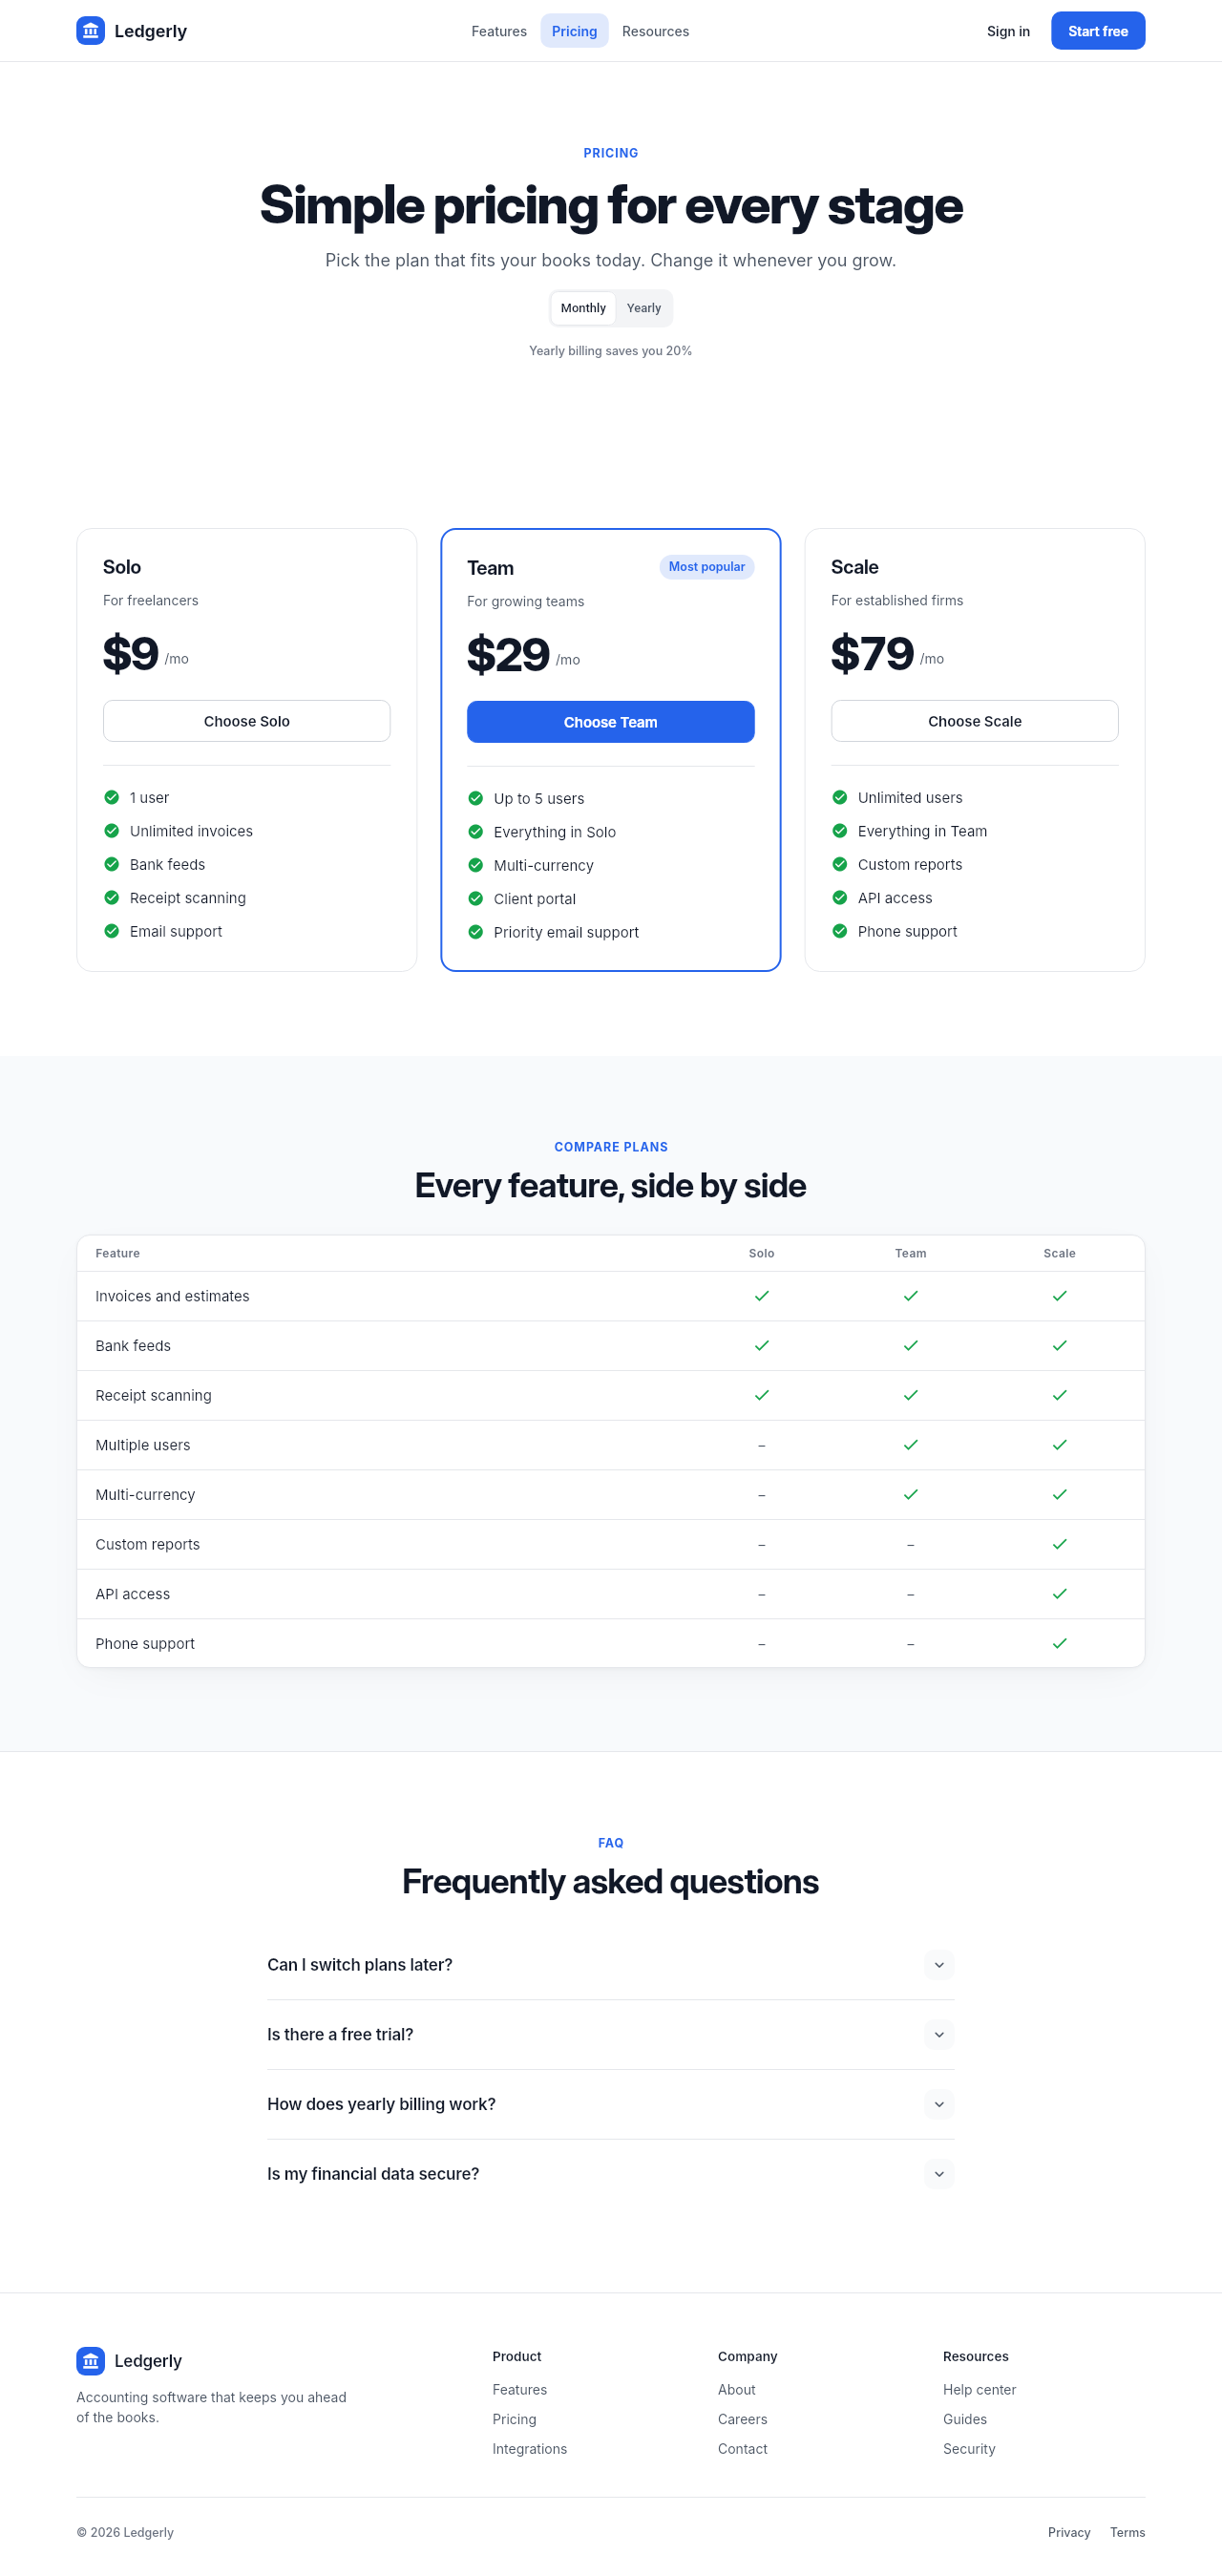 Ledgerly
Features
Pricing
Resources
Sign in
Start free
PRICING
Simple pricing for every stage
Pick the plan that fits your books today. Change it whenever you grow.
Monthly
Yearly
Yearly billing saves you 20%
Solo
For freelancers
$9 /mo
Choose Solo
1 user
Unlimited invoices
Bank feeds
Receipt scanning
Email support
Team
Most popular
For growing teams
$29 /mo
Choose Team
Up to 5 users
Everything in Solo
Multi-currency
Client portal
Priority email support
Scale
For established firms
$79 /mo
Choose Scale
Unlimited users
Everything in Team
Custom reports
API access
Phone support
COMPARE PLANS
Every feature, side by side
Feature Solo Team Scale
Invoices and estimates
Bank feeds
Receipt scanning
Multiple users –
Multi-currency –
Custom reports – –
API access – –
Phone support – –
FAQ
Frequently asked questions
Can I switch plans later?
Is there a free trial?
How does yearly billing work?
Is my financial data secure?
Ledgerly
Accounting software that keeps you ahead
of the books.
Product
Features
Pricing
Integrations
Company
About
Careers
Contact
Resources
Help center
Guides
Security
© 2026 Ledgerly
Privacy
Terms